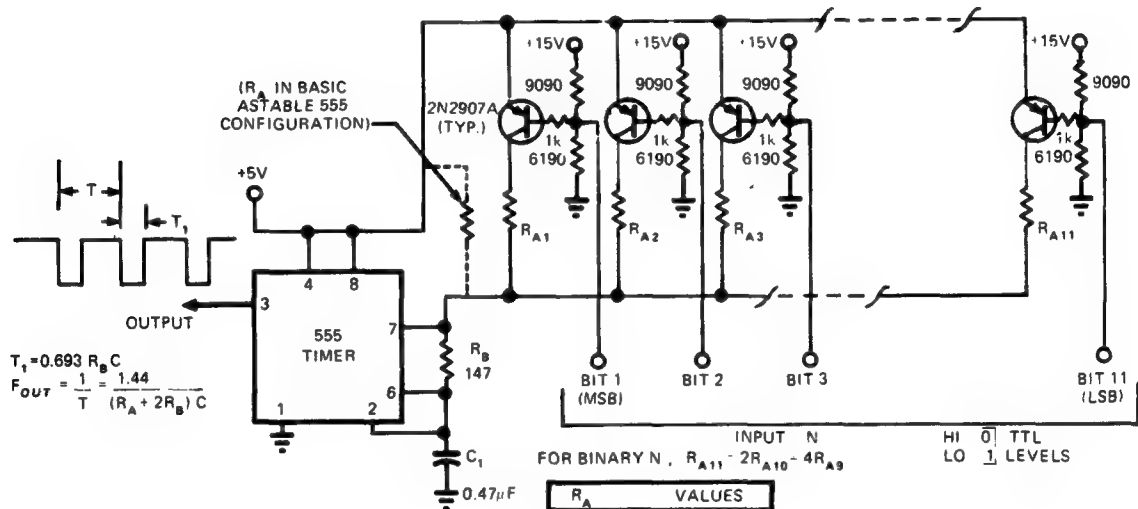 +15V +15V +15V +15V
9090 9090 9090 9090
(R_A IN BASIC
ASTABLE 555
CONFIGURATION)
2N2907A
(TYP.)
1k 1k 1k 1k
6190 6190 6190 6190
+5V
T
T₁
R_A1 R_A2 R_A3 R_A11
4 8
3
OUTPUT
7
555
TIMER
R_B
147
6
1 2
T₁=0.693 R_B C
F_OUT = 1/T = 1.44/(R_A + 2R_B) C
C₁
0.47μF
BIT 1
(MSB)
BIT 2
BIT 3
BIT 11
(LSB)
INPUT N
HI 0 TTL
LO 1 LEVELS
FOR BINARY N, R_A11 - 2R_A10 - 4R_A9
R_A VALUES